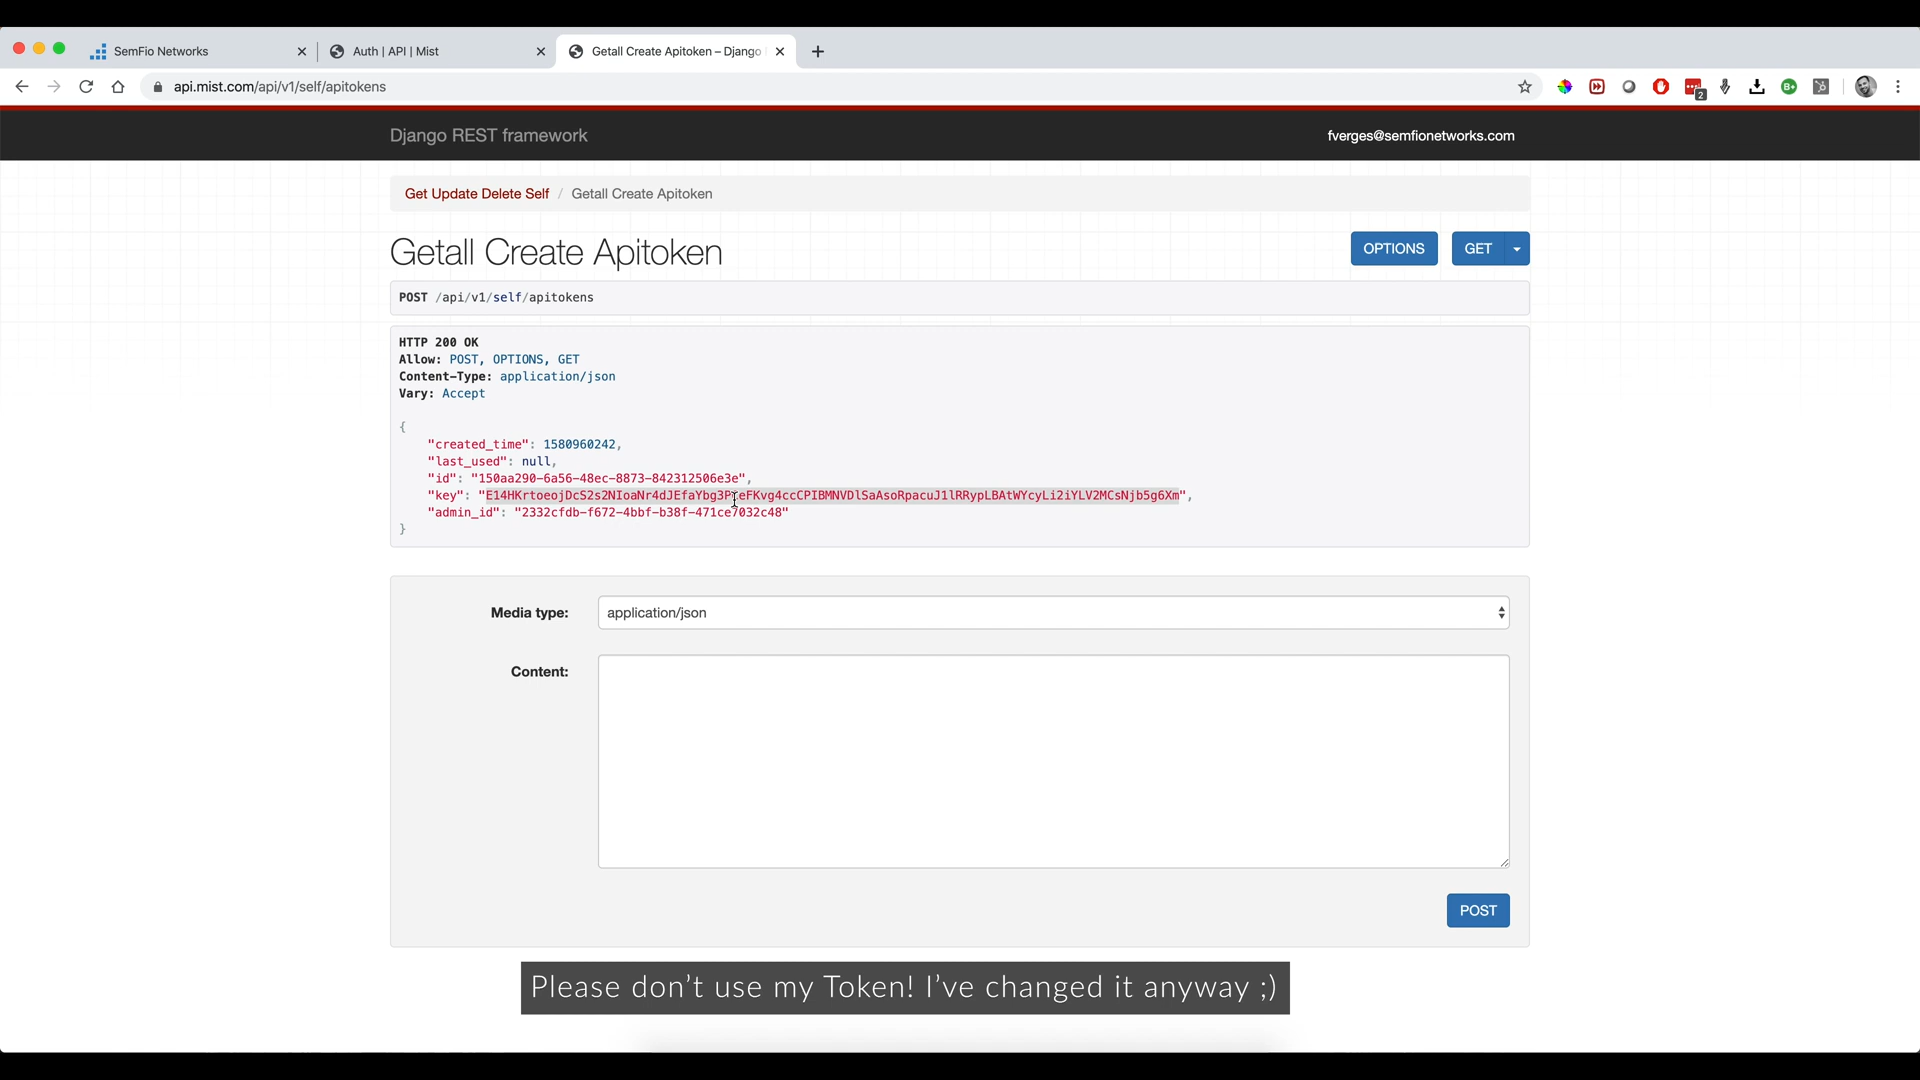 SemFio Networks
Auth | API | Mist
Getall Create Apitoken – Django
api.mist.com/api/v1/self/apitokens
2
B+
Django REST framework
fverges@semfionetworks.com
Get Update Delete Self / Getall Create Apitoken
Getall Create Apitoken
OPTIONS
GET
POST /api/v1/self/apitokens
HTTP 200 OK
Allow: POST, OPTIONS, GET
Content-Type: application/json
Vary: Accept
{
"created_time": 1580960242,
"last_used": null,
"id": "150aa290-6a56-48ec-8873-842312506e3e",
"key":
"admin_id": "2332cfdb-f672-4bbf-b38f-471ce7032c48"
}
Media type:
application/json
Content:
POST
Please don’t use my Token! I’ve changed it anyway ;)